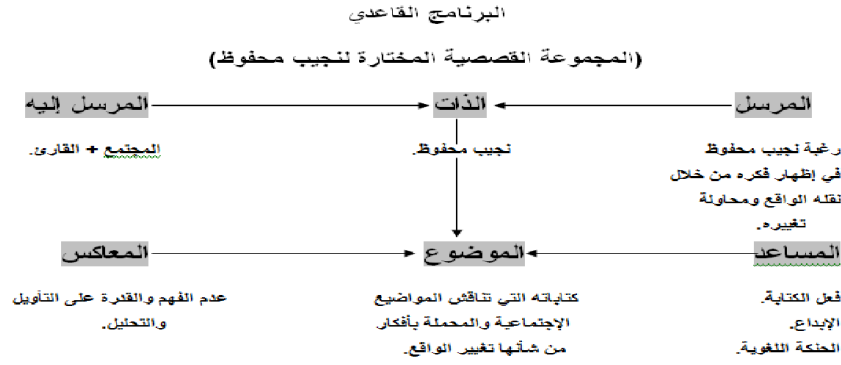 البرنامج القاعدي
(المجموعة القصصية المختارة لنجيب محفوظ)
المرسل
الذات
المرسل إليه
رغبة نجيب محفوظ
في إظهار فكره من خلال
نقله الواقع ومحاولة
تغييره.
نجيب محفوظ.
المجتمع + القارئ.
المساعد
الموضوع
المعاكس
فعل الكتابة.
الإبداع.
الحنكة اللغوية.
كتاباته التي تناقش المواضيع
الإجتماعية والمحملة بأفكار
من شأنها تغيير الواقع.
عدم الفهم والقدرة على التأويل
والتحليل.